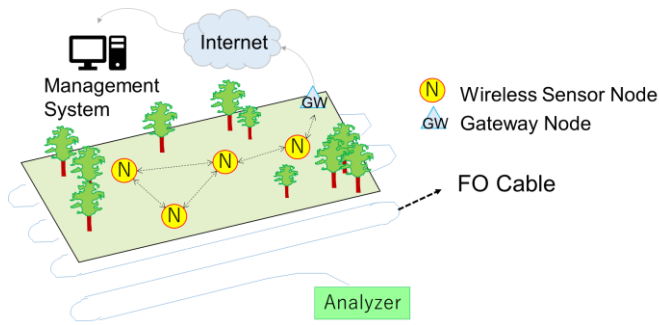 Internet
Management
System
GW
N
Wireless Sensor Node
GW
Gateway Node
N
N
N
N
FO Cable
Analyzer